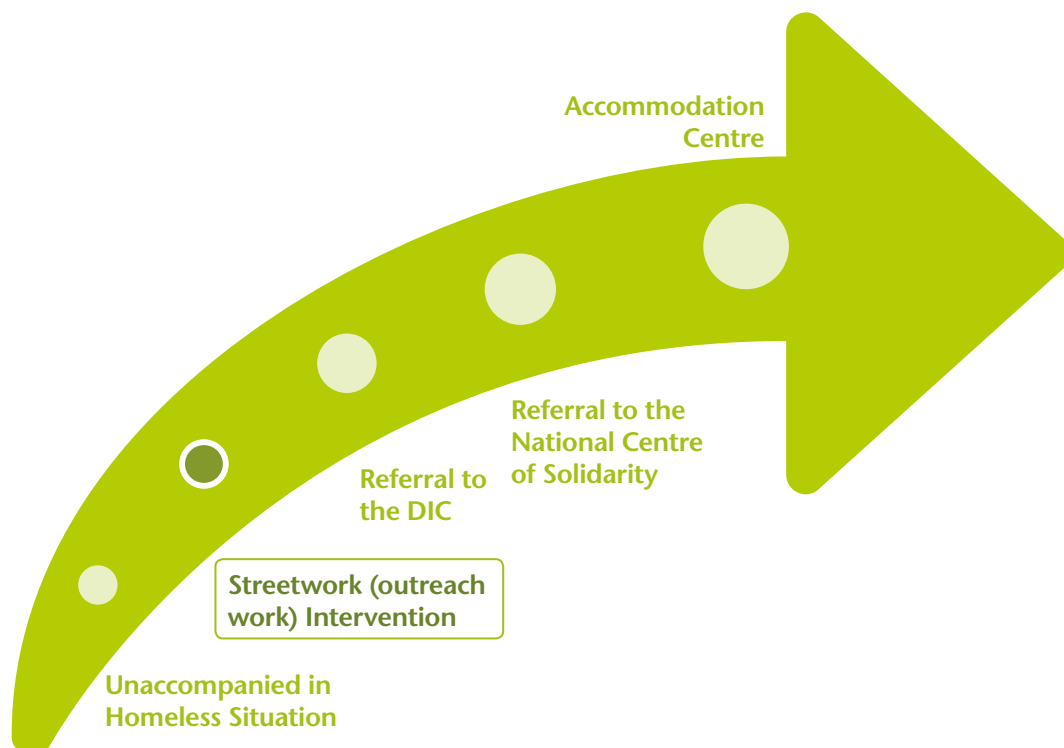 Accommodation
Centre
Referral to the
National Centre
of Solidarity
Referral to
the DIC
Streetwork (outreach
work) Intervention
Unaccompanied in
Homeless Situation